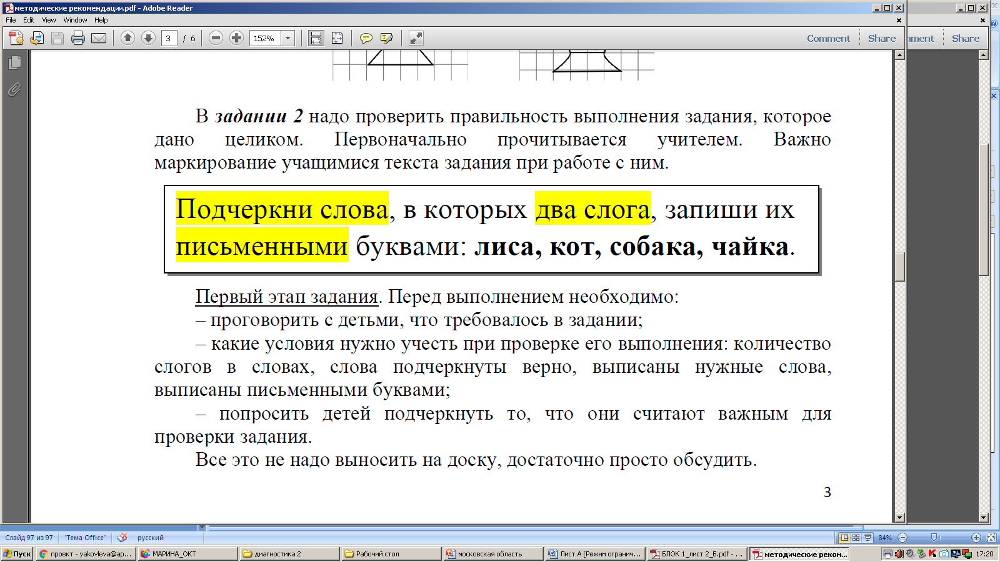 методические рекомендации.pdf - Adobe Reader
File Edit View Window Help
3 / 6 152% Comment Share
nment Share
В задании 2 надо проверить правильность выполнения задания, которое
дано целиком. Первоначально прочитывается учителем. Важно
маркирование учащимися текста задания при работе с ним.
Подчеркни слова, в которых два слога, запиши их
письменными буквами: лиса, кот, собака, чайка.
Первый этап задания. Перед выполнением необходимо:
– проговорить с детьми, что требовалось в задании;
– какие условия нужно учесть при проверке его выполнения: количество
слогов в словах, слова подчеркнуты верно, выписаны нужные слова,
выписаны письменными буквами;
– попросить детей подчеркнуть то, что они считают важным для
проверки задания.
Все это не надо выносить на доску, достаточно просто обсудить.
3
Слайд 97 из 97 "Тема Office" русский 84%
Пуск проект - yakovleva@ap... МАРИНА_ОКТ диагностика 2 Рабочий стол московская область Лист А [Режим огранич... БЛОК 1_лист 2_Б.pdf - ... методические реком... 17:20